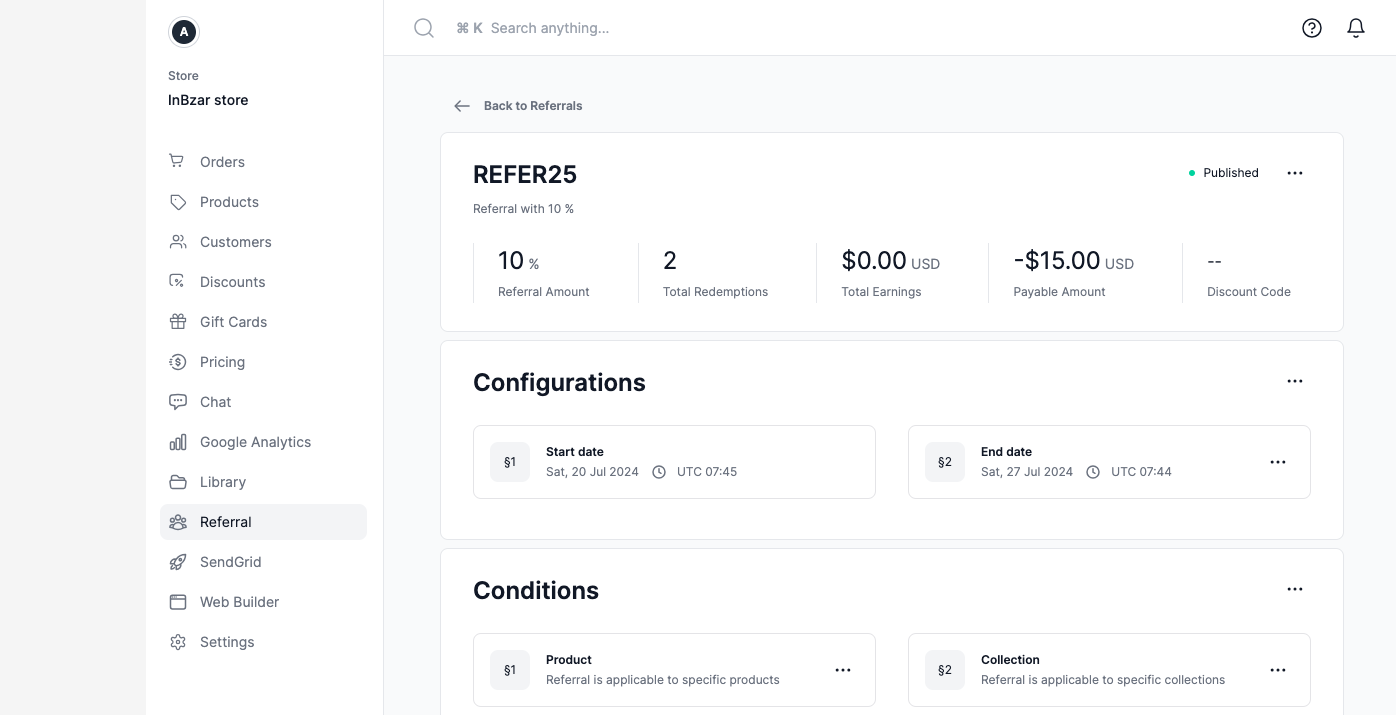 A
⌘ K Search anything...
Store
InBzar store
Orders
Products
Customers
Discounts
Gift Cards
Pricing
Chat
Google Analytics
Library
Referral
SendGrid
Web Builder
Settings
Back to Referrals
REFER25
Published
Referral with 10 %
10 %
Referral Amount
2
Total Redemptions
$0.00 USD
Total Earnings
-$15.00 USD
Payable Amount
--
Discount Code
Configurations
§1
Start date
Sat, 20 Jul 2024 UTC 07:45
§2
End date
Sat, 27 Jul 2024 UTC 07:44
Conditions
§1
Product
Referral is applicable to specific products
§2
Collection
Referral is applicable to specific collections